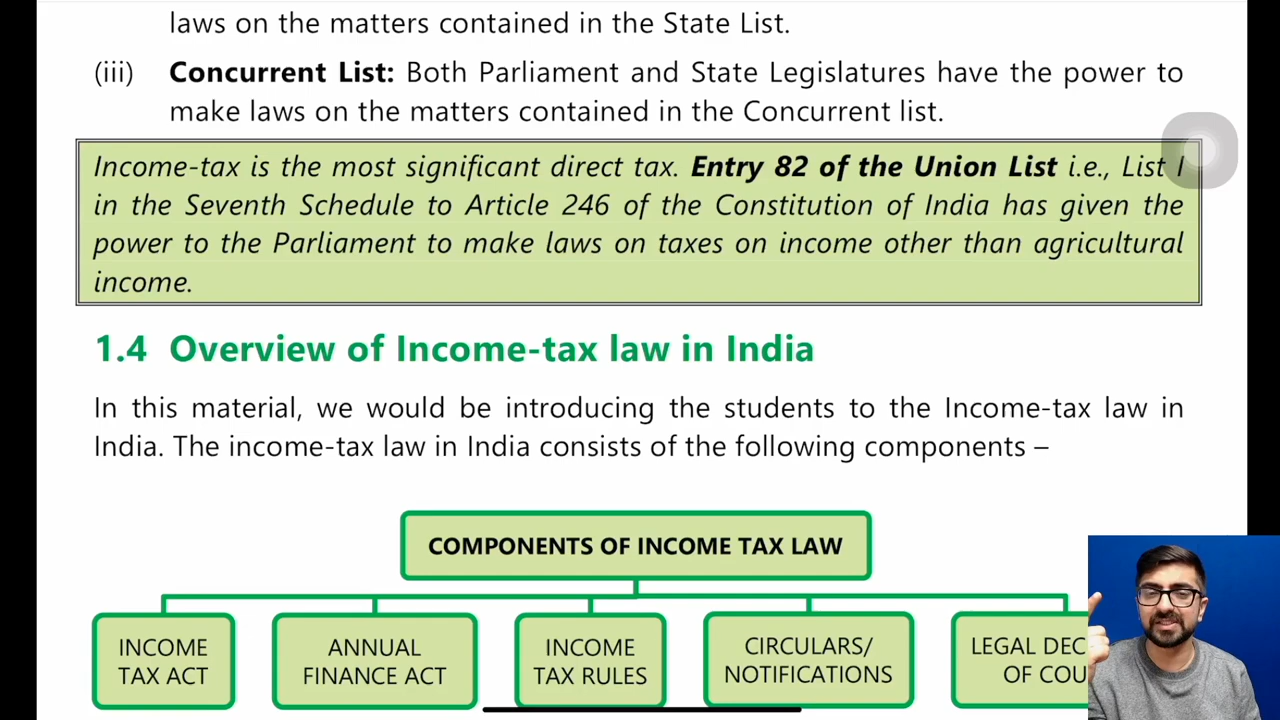 laws on the matters contained in the State List.
(iii) Concurrent List: Both Parliament and State Legislatures have the power to
make laws on the matters contained in the Concurrent list.
Income-tax is the most significant direct tax. Entry 82 of the Union List i.e., List I
in the Seventh Schedule to Article 246 of the Constitution of India has given the
power to the Parliament to make laws on taxes on income other than agricultural
income.
1.4 Overview of Income-tax law in India
In this material, we would be introducing the students to the Income-tax law in
India. The income-tax law in India consists of the following components –
COMPONENTS OF INCOME TAX LAW
INCOME
TAX ACT
ANNUAL
FINANCE ACT
INCOME
TAX RULES
CIRCULARS/
NOTIFICATIONS
LEGAL
OF